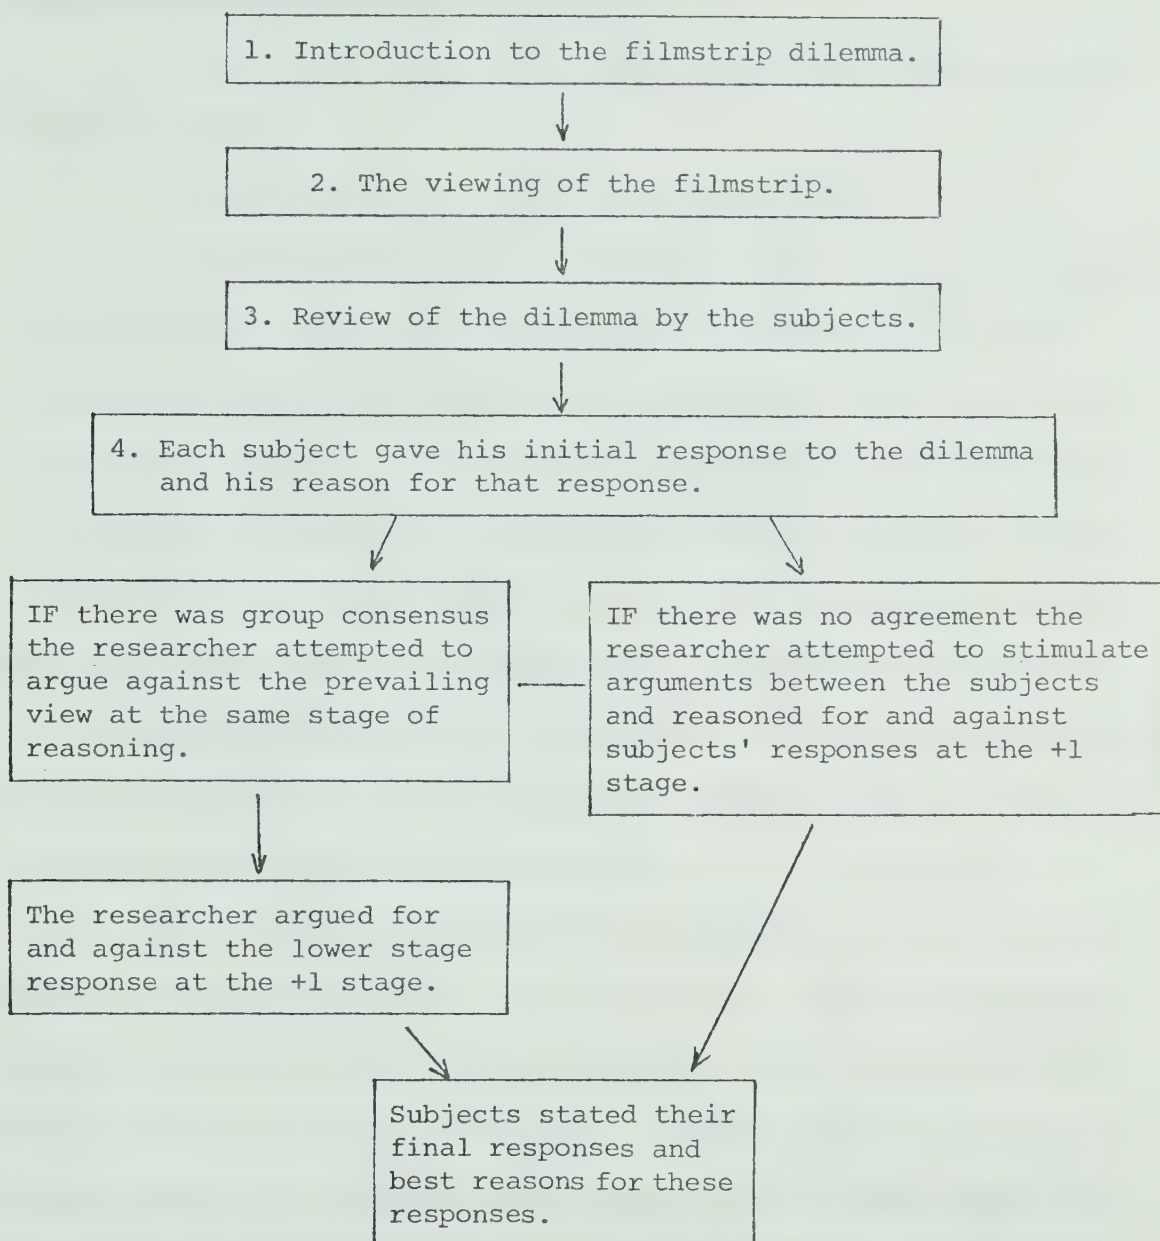 1. Introduction to the filmstrip dilemma.
2. The viewing of the filmstrip.
3. Review of the dilemma by the subjects.
4. Each subject gave his initial response to the dilemma
and his reason for that response.
IF there was group consensus
the researcher attempted to
argue against the prevailing
view at the same stage of
reasoning.
IF there was no agreement the
researcher attempted to stimulate
arguments between the subjects
and reasoned for and against
subjects' responses at the +1
stage.
The researcher argued for
and against the lower stage
response at the +1 stage.
Subjects stated their
final responses and
best reasons for these
responses.